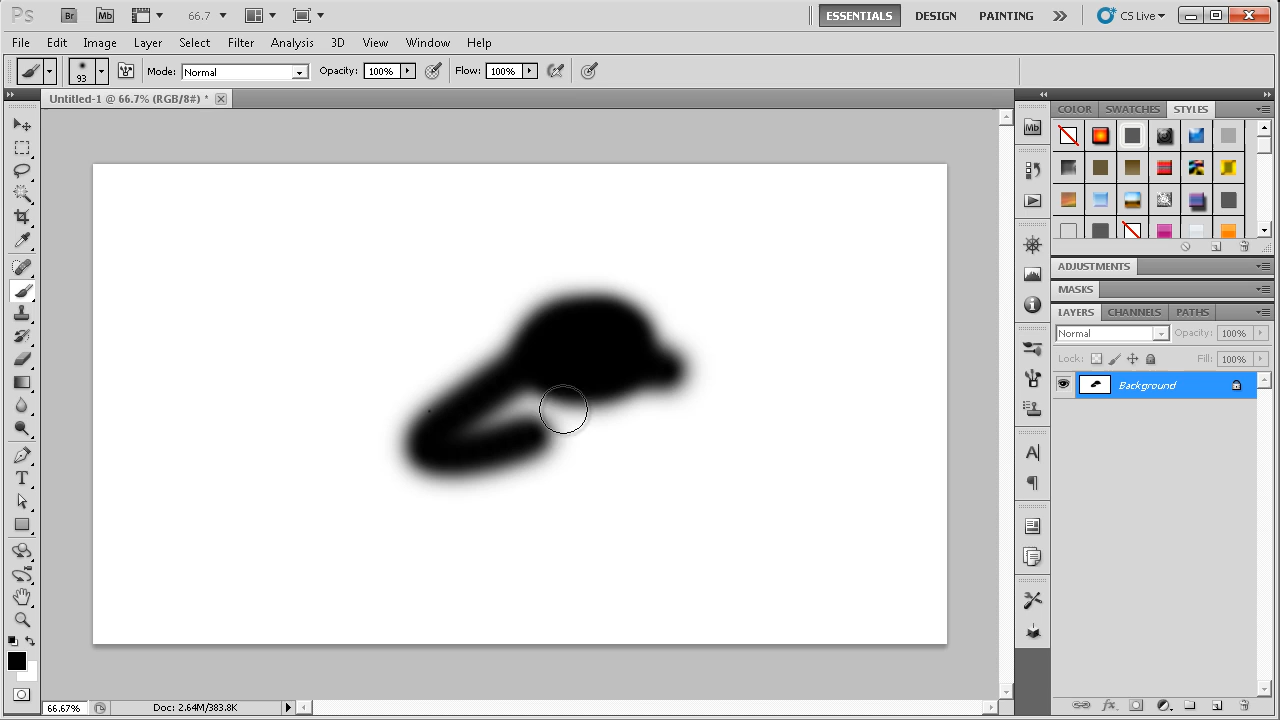 Ps Br Mb 66.7 ESSENTIALS DESIGN PAINTING CS Live
File Edit Image Layer Select Filter Analysis 3D View Window Help
93 Mode: Normal Opacity: 100% Flow: 100%
Untitled-1 @ 66.7% (RGB/8#) *
COLOR SWATCHES STYLES
Mb
ADJUSTMENTS
MASKS
LAYERS CHANNELS PATHS
Normal Opacity: 100%
Lock: Fill: 100%
Background
A
T
66.67% Doc: 2.64M/383.8K
fx